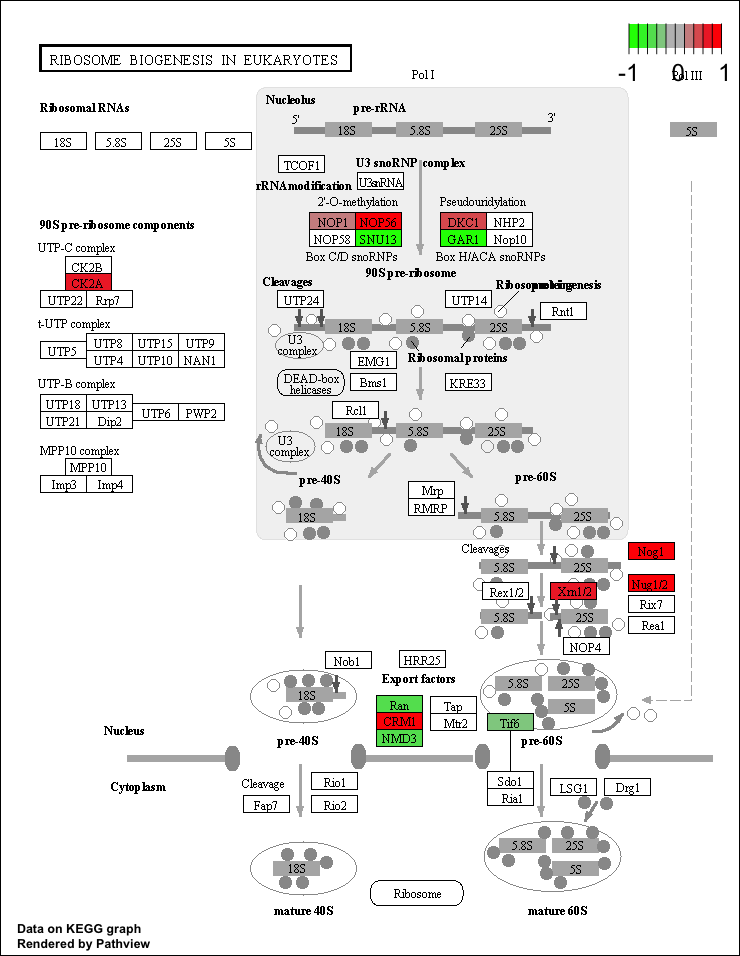 -1 0 1
RIBOSOME BIOGENESIS IN EUKARYOTES
Pol I
Pol III
Ribosomal RNAs
18S 5.8S 25S 5S
Nucleolus
pre-rRNA
5' 3'
18S 5.8S 25S
5S
TCOF1
U3 snoRNP complex
U3snRNA
rRNA modification
2'-O-methylation
NOP1 NOP56
NOP58 SNU13
Box C/D snoRNPs
Pseudouridylation
DKC1 NHP2
GAR1 Nop10
Box H/ACA snoRNPs
90S pre-ribosome components
UTP-C complex
CK2B
CK2A
UTP22 Rrp7
t-UTP complex
UTP5
UTP8 UTP15 UTP9
UTP4 UTP10 NAN1
UTP-B complex
UTP18 UTP13
UTP21 Dip2
UTP6 PWP2
MPP10 complex
MPP10
Imp3 Imp4
90S pre-ribosome
Cleavages
UTP24
UTP14
Rnt1
18S 5.8S 25S
U3
complex
Ribosomal proteins
EMG1
Bms1
DEAD-box
helicases
KRE33
Rcl1
18S 5.8S 25S
U3
complex
pre-40S
pre-60S
Mrp
RMRP
18S
5.8S 25S
Cleavages
Nog1
5.8S 25S
Nug1/2
Rex1/2
Xrn1/2
Rix7
Rea1
5.8S 25S
NOP4
Nob1
HRR25
Export factors
18S
Ran
CRM1
NMD3
Tap
Mtr2
Tif6
5.8S 25S
5S
Nucleus
pre-40S
pre-60S
Cytoplasm
Cleavage
Fap7
Rio1
Rio2
Sdo1
Ria1
LSG1
Drg1
18S
5.8S 25S
5S
Ribosome
mature 40S
mature 60S
Data on KEGG graph
Rendered by Pathview